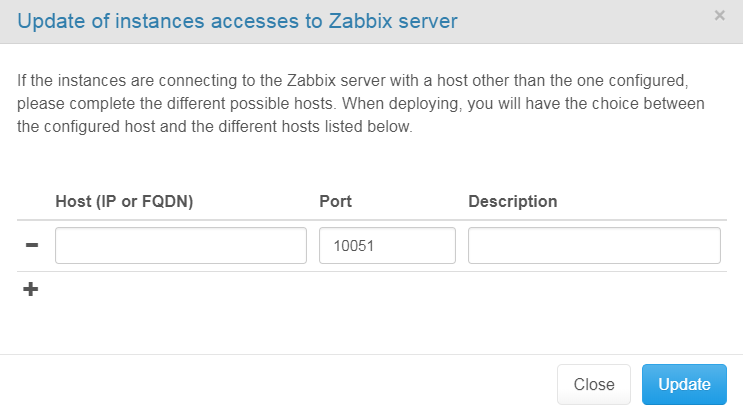 Update of instances accesses to Zabbix server
×
If the instances are connecting to the Zabbix server with a host other than the one configured,
please complete the different possible hosts. When deploying, you will have the choice between
the configured host and the different hosts listed below.
Host (IP or FQDN) Port Description
10051
Close Update